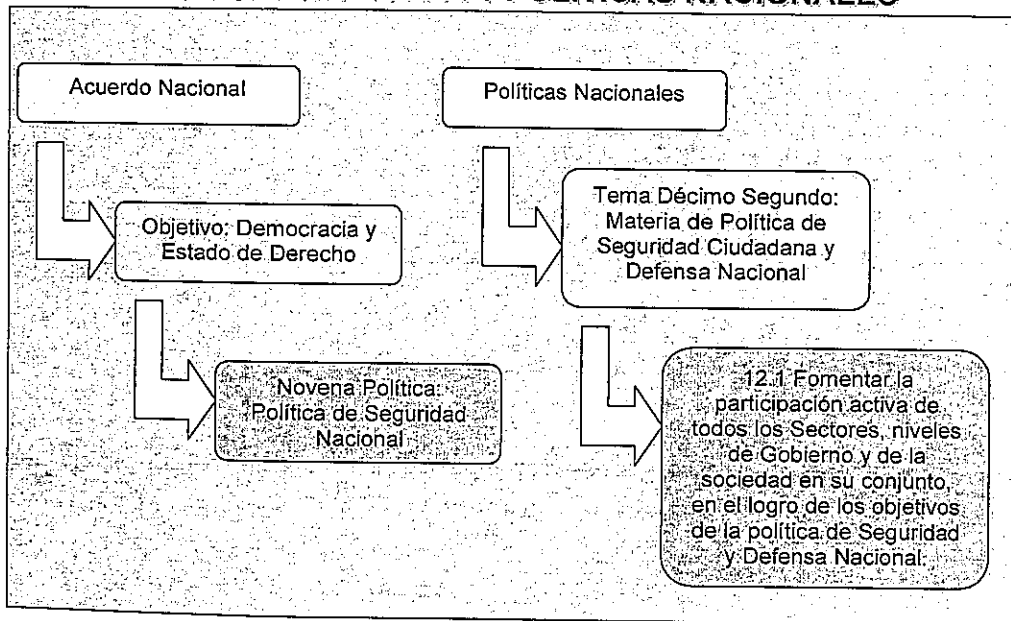 NACIONALES
Acuerdo Nacional
Objetivo: Democracia y
Estado de Derecho
Novena Política:
Política de Seguridad
Nacional
Políticas Nacionales
Tema Décimo Segundo:
Materia de Política de
Seguridad Ciudadana y
Defensa Nacional
12.1 Fomentar la
participación activa de
todos los Sectores, niveles
de Gobierno y de la
sociedad en su conjunto,
en el logro de los objetivos
de la política de Seguridad
y Defensa Nacional.